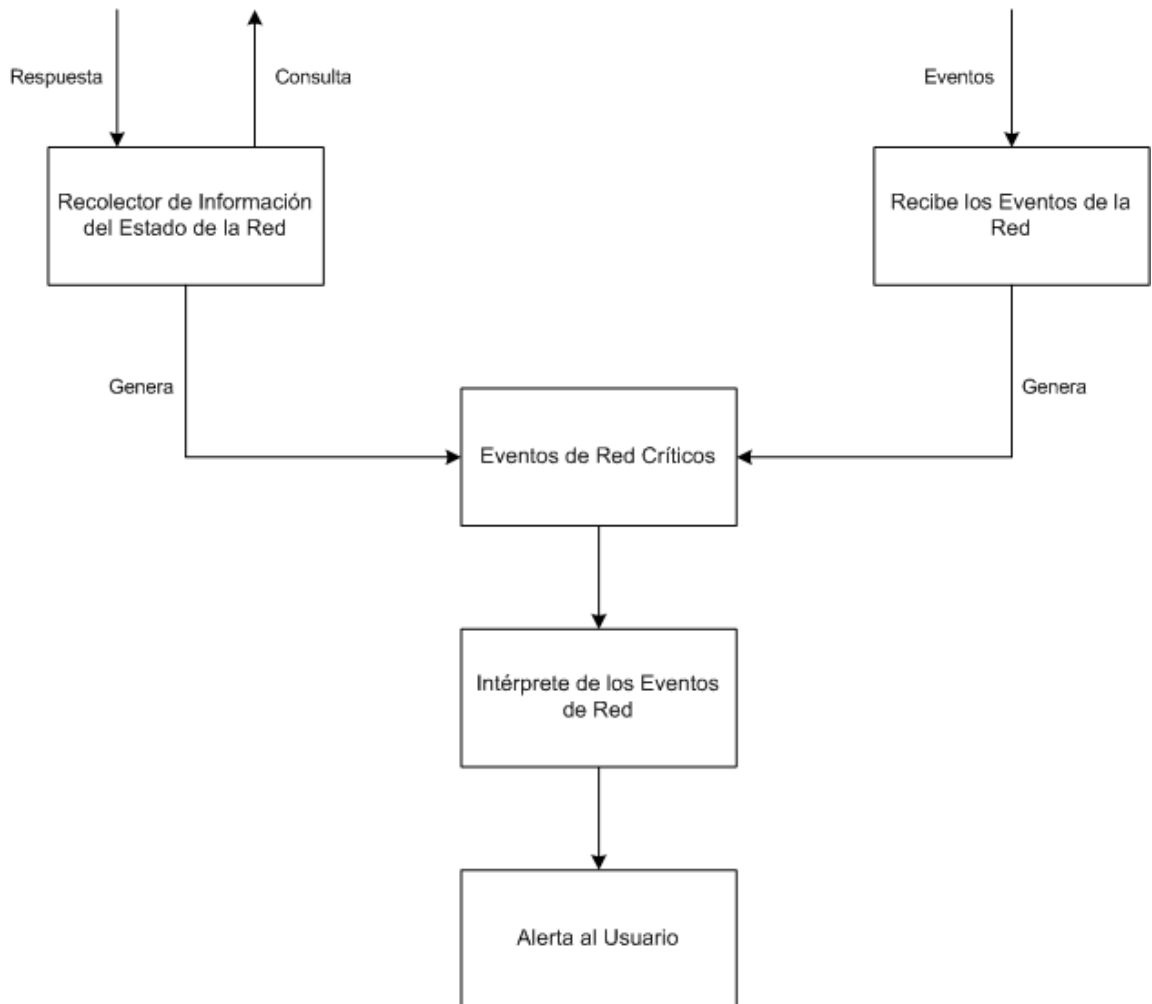 Respuesta
Consulta
Eventos
Recolector de Información
del Estado de la Red
Recibe los Eventos de la
Red
Genera
Genera
Eventos de Red Críticos
Intérprete de los Eventos
de Red
Alerta al Usuario